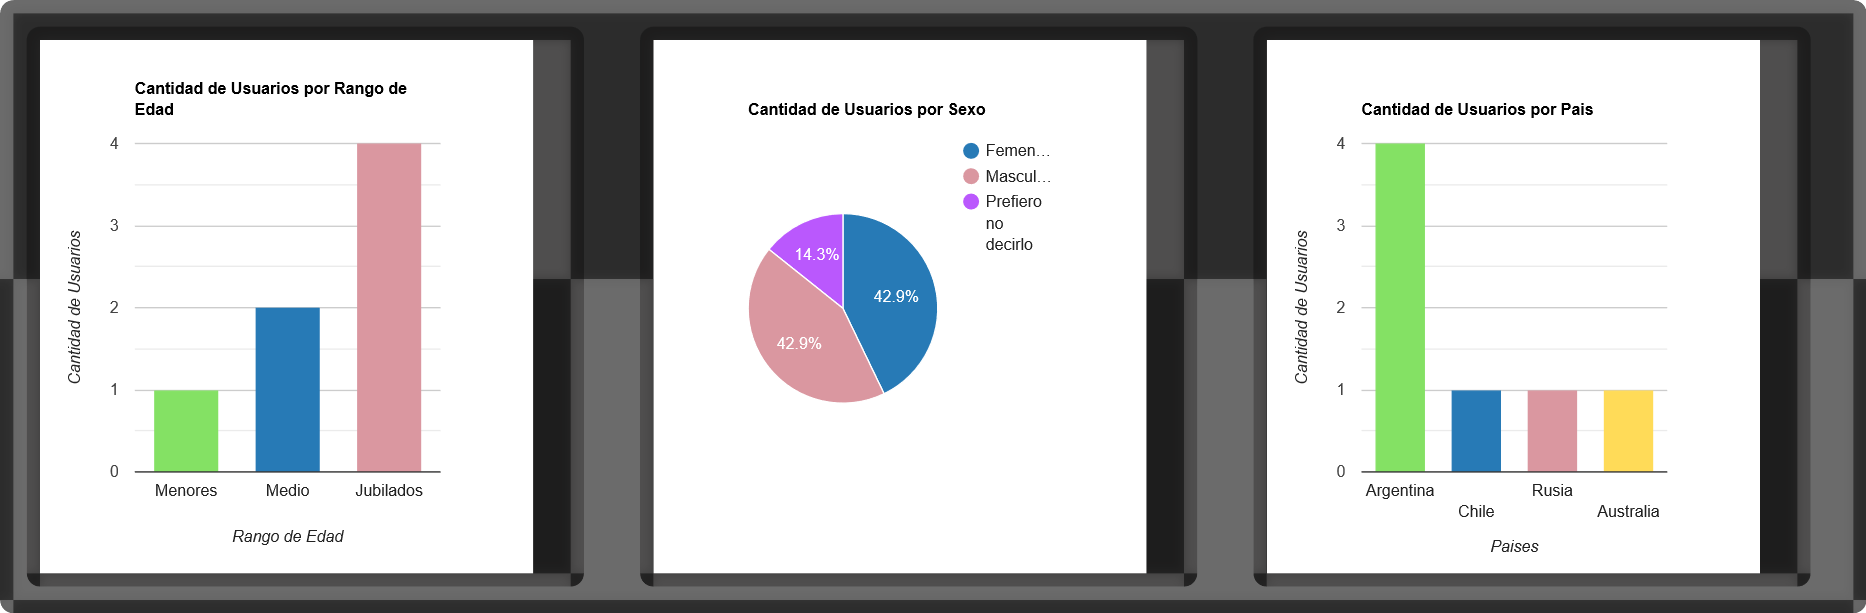 Cantidad de Usuarios por Rango de
Edad
4
3
2
1
0
Cantidad de Usuarios
Menores
Medio
Jubilados
Rango de Edad
Cantidad de Usuarios por Sexo
Femen...
Mascul...
Prefiero
no
decirlo
14.3%
42.9%
42.9%
Cantidad de Usuarios por Pais
4
3
2
1
0
Cantidad de Usuarios
Argentina
Chile
Rusia
Australia
Paises